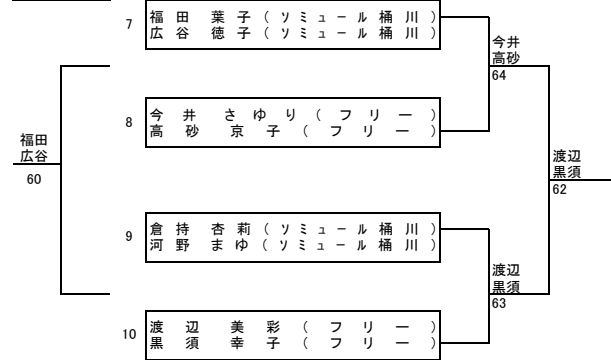 7 福田 葉子(ソミュール桶川)
広谷 徳子(ソミュール桶川)
今井
高砂
64
8 今井 さゆり(フリー)
高砂 京子(フリー)
福田
広谷
60
渡辺
黒須
62
9 倉持 杏莉(ソミュール桶川)
河野 まゆ(ソミュール桶川)
渡辺
黒須
63
10 渡辺 美彩(フリー)
黒須 幸子(フリー)